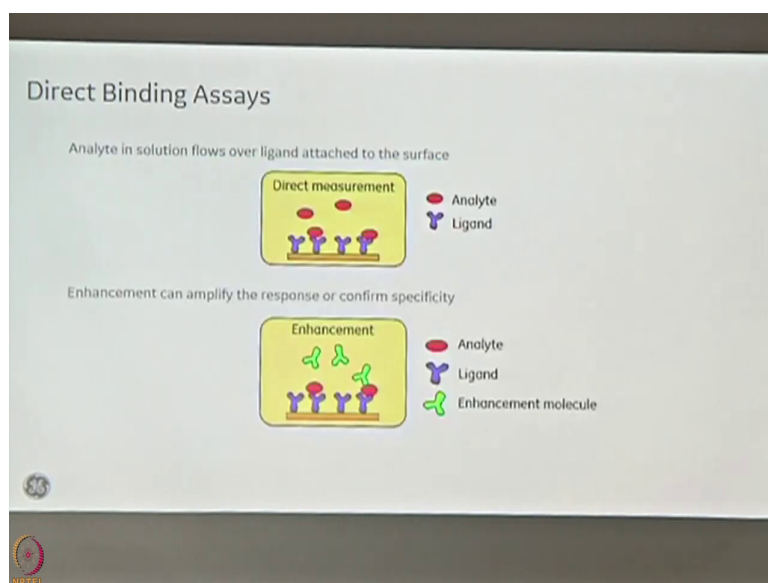 Direct Binding Assays
Analyte in solution flows over ligand attached to the surface
Direct measurement
Analyte
Ligand
Enhancement can amplify the response or confirm specificity
Enhancement
Analyte
Ligand
Enhancement molecule
NPTEL